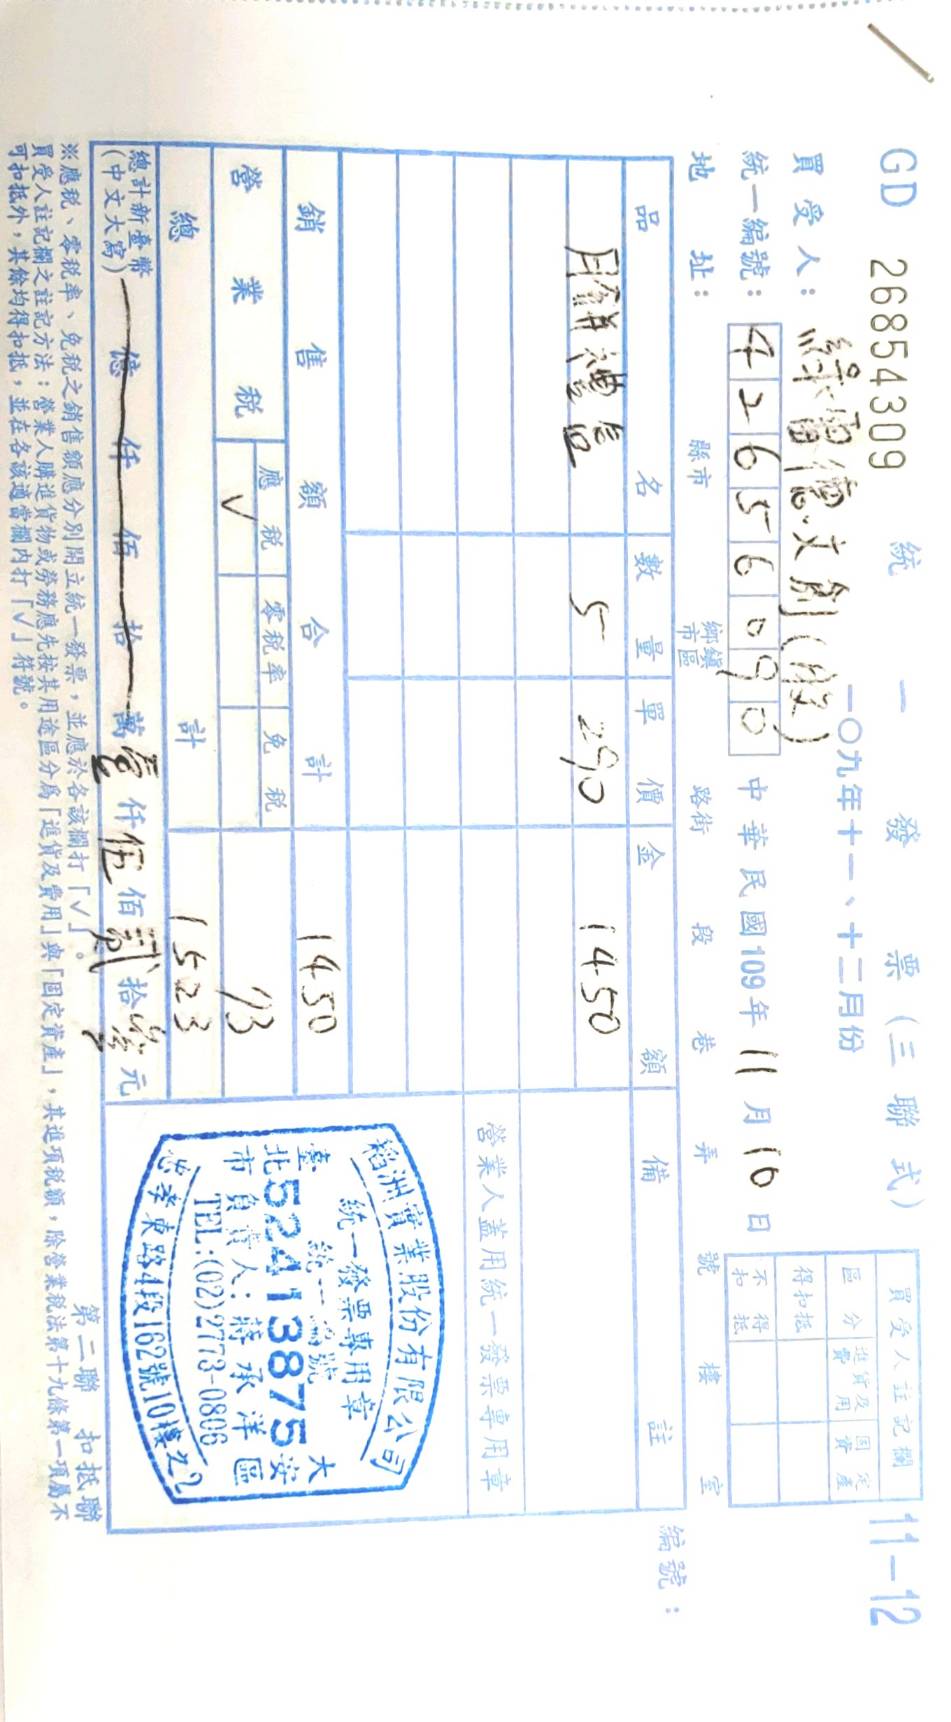 GD 26854309
統一發票(三聯式)
一〇九年十一、十二月份
11-12
買受人: 綠雷德文創(股)
統一編號: 42656090
中華民國109年11月10日
地址: 縣市 鄉鎮市區 路街 段 巷 弄 號 樓 室
買受人註記欄
區分 進貨及費用 固定資產
得扣抵
不得扣抵
編號:
品名 數量 單價 金額 備註
月餅禮盒 5 290 1450
營業人蓋用統一發票專用章
銷售額合計 1450
營業稅 應稅 零稅率 免稅
√ 73
總計 1523
總計新臺幣(中文大寫) 億 仟 佰 拾 萬 壹仟 伍佰 貳拾 元
稻洲實業股份有限公司
統一發票專用章
統一編號
52413875
負責人:蔣承洋
TEL:(02)2773-0806
臺北市大安區
忠孝東路4段162號10樓之2
※應稅、零稅率、免稅之銷售額應分別開立統一發票,並應於各該欄打「√」。
買受人註記欄之註記方法:營業人購進貨物或勞務應先按其用途區分為「進貨及費用」與「固定資產」,其進項稅額,除營業稅法第十九條第一項屬不
可扣抵外,其餘均得扣抵,並在各該適當欄內打「√」符號。
第二聯 扣抵聯